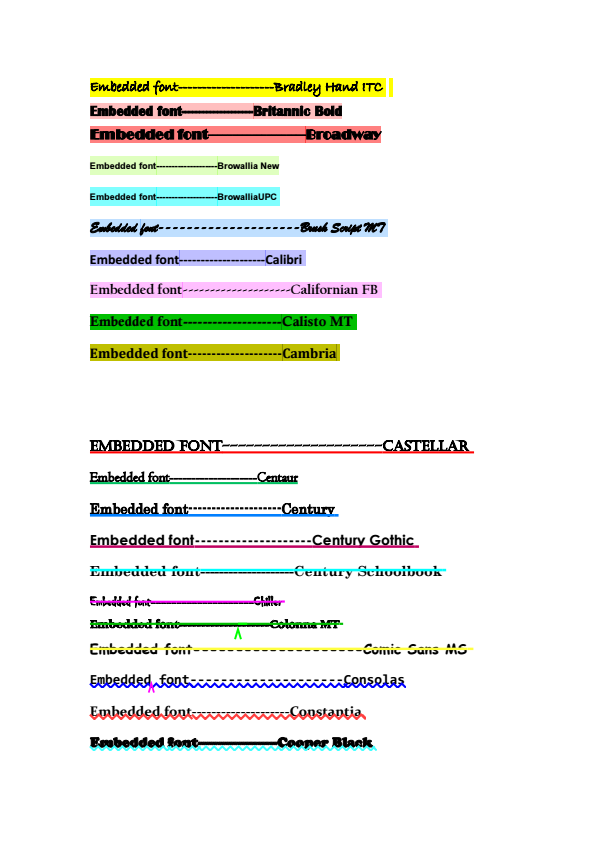 Embedded font--------------------Bradley Hand ITC
Embedded font--------------------Britannic Bold
Embedded font--------------------Broadway
Embedded font--------------------Browallia New
Embedded font--------------------BrowalliaUPC
Embedded font--------------------Brush Script MT
Embedded font--------------------Calibri
Embedded font--------------------Californian FB
Embedded font--------------------Calisto MT
Embedded font--------------------Cambria
EMBEDDED FONT--------------------CASTELLAR
Embedded font--------------------Centaur
Embedded font--------------------Century
Embedded font--------------------Century Gothic
Embedded font--------------------Century Schoolbook
Embedded font--------------------Chiller
Embedded font--------------------Colonna MT
Embedded font--------------------Comic Sans MS
Embedded font--------------------Consolas
Embedded font--------------------Constantia
Embedded font--------------------Cooper Black